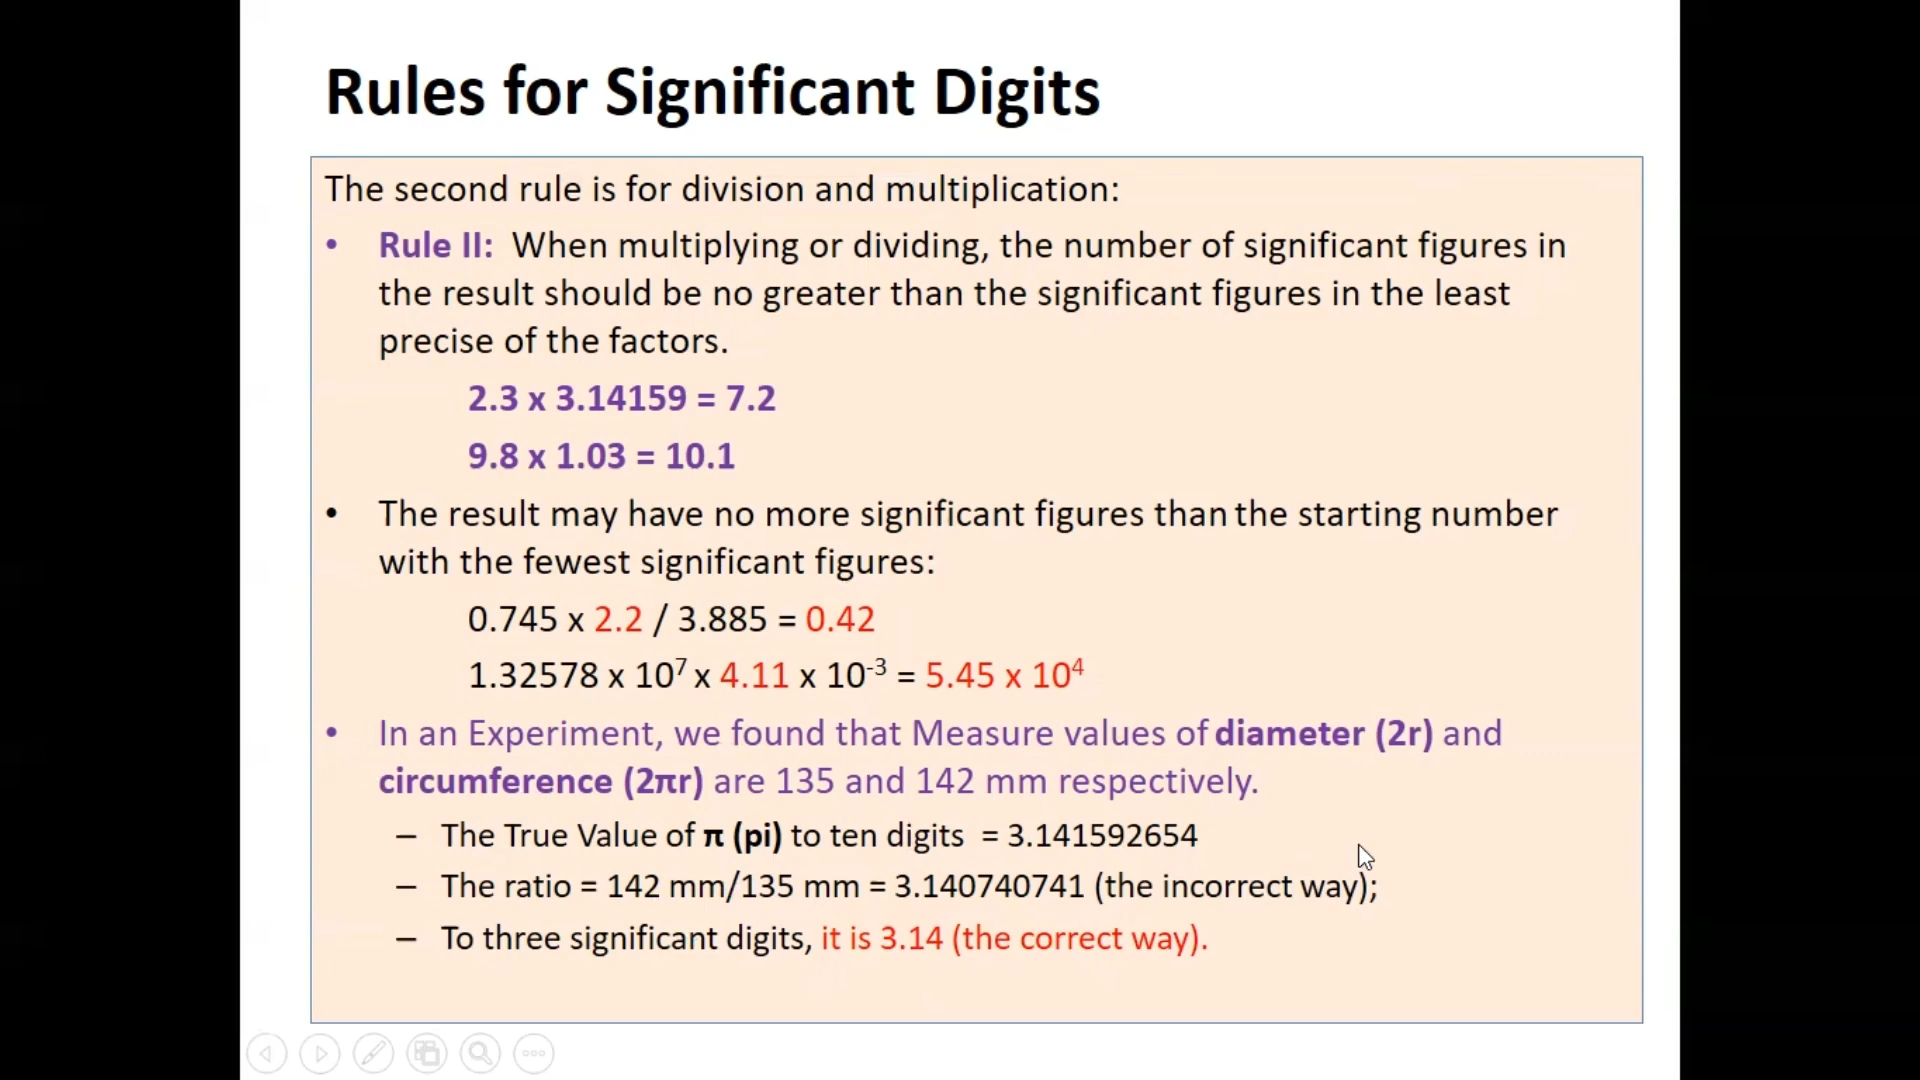 Rules for Significant Digits
The second rule is for division and multiplication:
• Rule II: When multiplying or dividing, the number of significant figures in
the result should be no greater than the significant figures in the least
precise of the factors.
2.3 x 3.14159 = 7.2
9.8 x 1.03 = 10.1
• The result may have no more significant figures than the starting number
with the fewest significant figures:
0.745 x 2.2 / 3.885 = 0.42
1.32578 x 10⁷ x 4.11 x 10⁻³ = 5.45 x 10⁴
• In an Experiment, we found that Measure values of diameter (2r) and
circumference (2πr) are 135 and 142 mm respectively.
– The True Value of π (pi) to ten digits = 3.141592654
– The ratio = 142 mm/135 mm = 3.140740741 (the incorrect way);
– To three significant digits, it is 3.14 (the correct way).